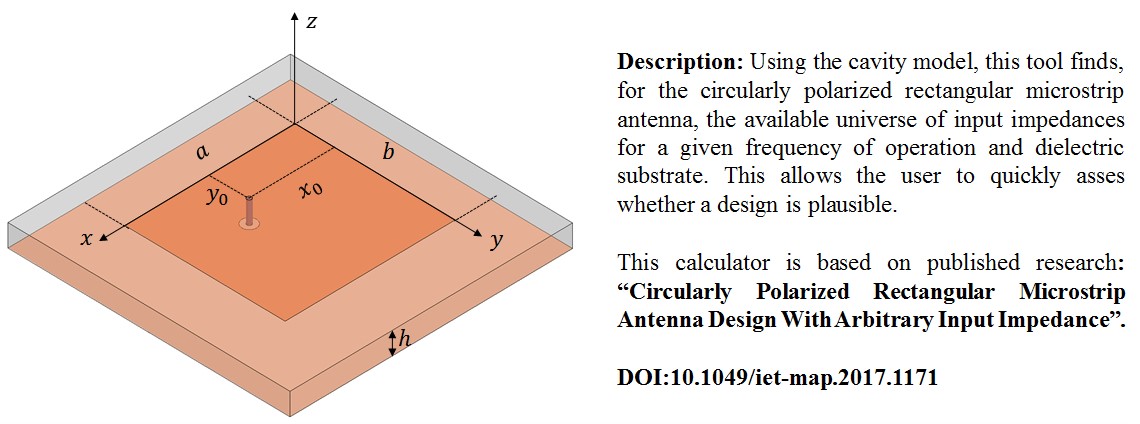 z
a
b
y₀
x₀
x
y
h
Description: Using the cavity model, this tool finds,
for the circularly polarized rectangular microstrip
antenna, the available universe of input impedances
for a given frequency of operation and dielectric
substrate. This allows the user to quickly asses
whether a design is plausible.
This calculator is based on published research:
“Circularly Polarized Rectangular Microstrip
Antenna Design With Arbitrary Input Impedance”.
DOI:10.1049/iet-map.2017.1171